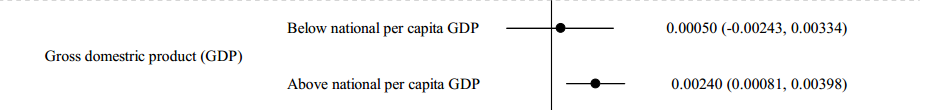 Below national per capita GDP 0.00050 (-0.00243, 0.00334)
Gross domestric product (GDP)
Above national per capita GDP 0.00240 (0.00081, 0.00398)